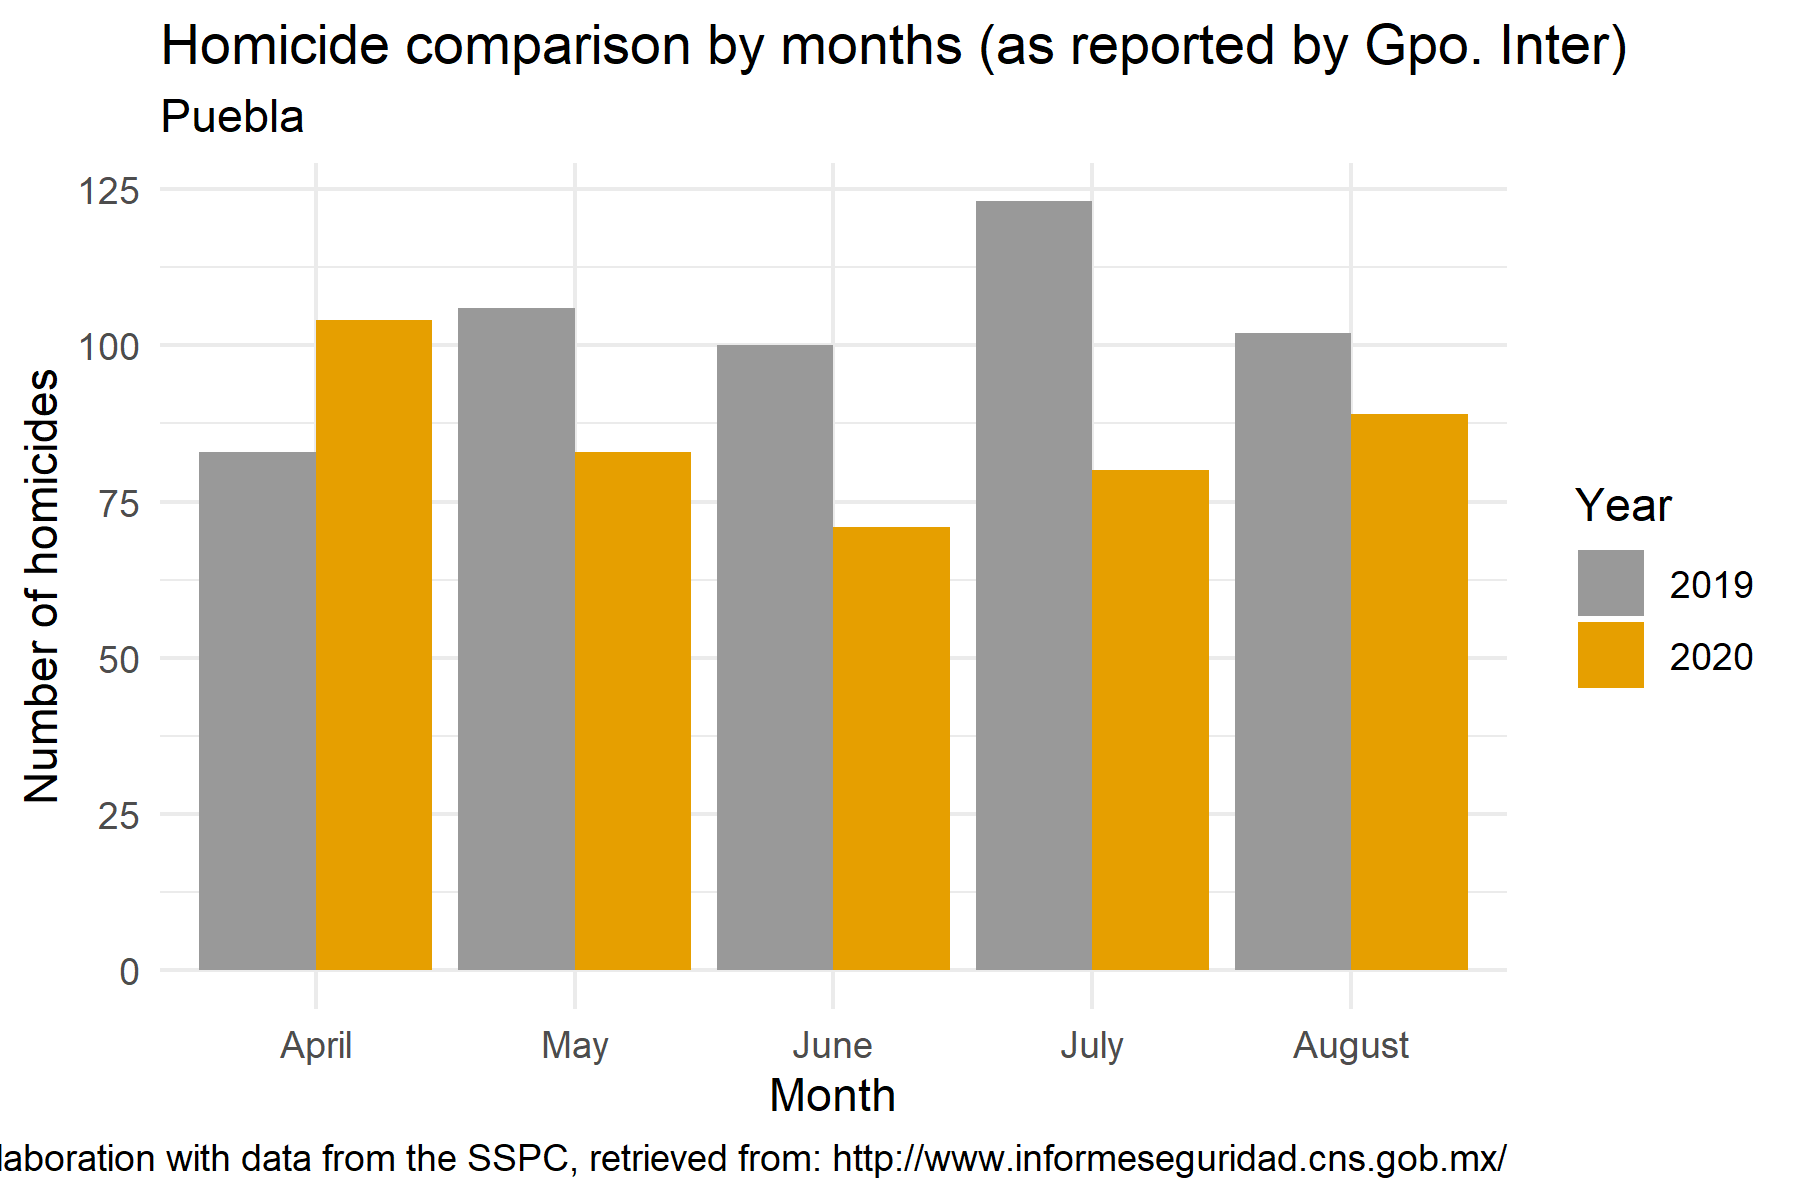 Homicide comparison by months (as reported by Gpo. Inter)
Puebla
125
100
75
50
25
0
Number of homicides
April May June July August
Month
Year
2019
2020
laboration with data from the SSPC, retrieved from: http://www.informeseguridad.cns.gob.mx/